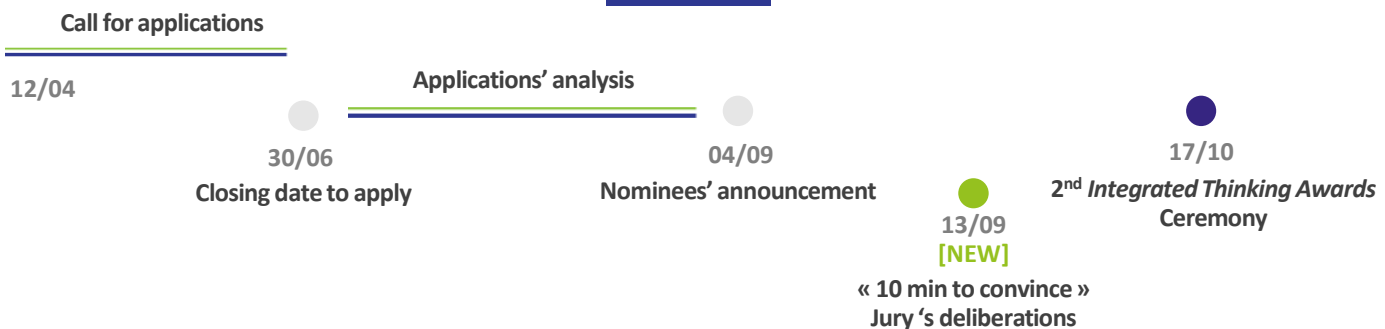 Call for applications
12/04
Applications’ analysis
30/06
Closing date to apply
04/09
Nominees’ announcement
13/09
[NEW]
« 10 min to convince »
Jury ‘s deliberations
17/10
2nd Integrated Thinking Awards
Ceremony